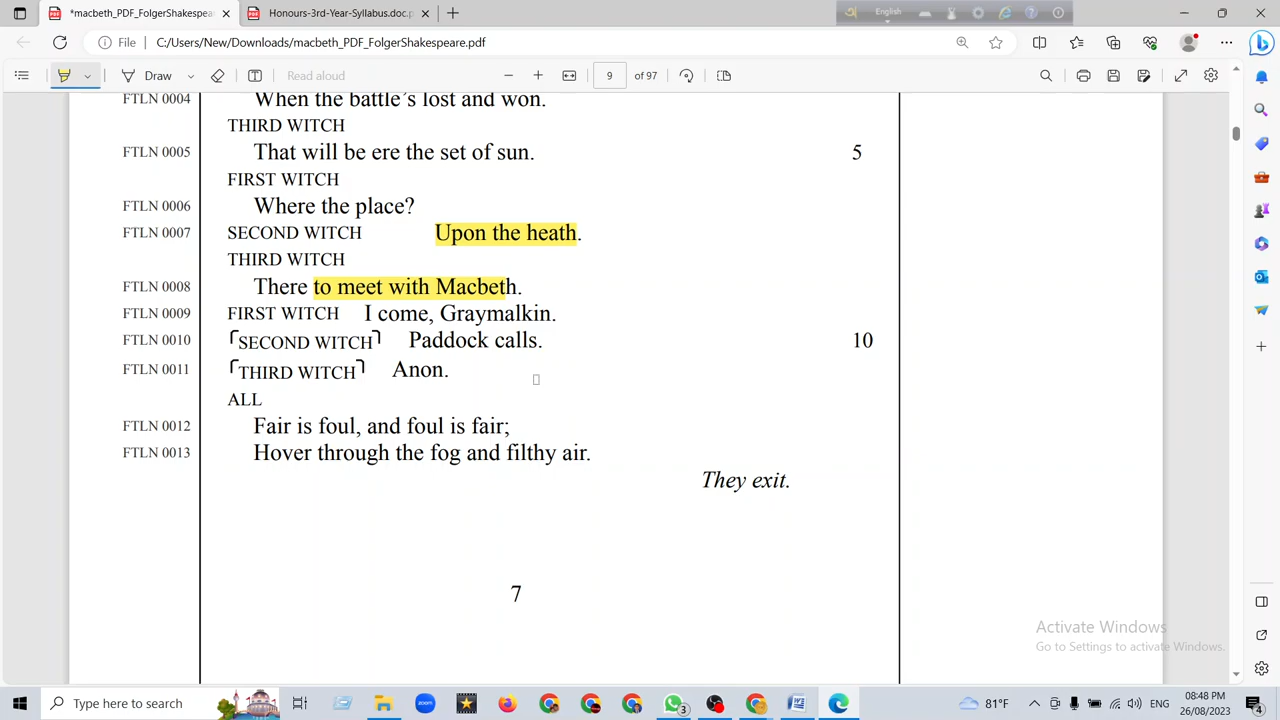 *macbeth_PDF_FolgerShakespea
Honours-3rd-Year-Syllabus.doc.p
English
File
C:/Users/New/Downloads/macbeth_PDF_FolgerShakespeare.pdf
Draw
Read aloud
9
of 97
FTLN 0004 When the battle's lost and won.
THIRD WITCH
FTLN 0005 That will be ere the set of sun. 5
FIRST WITCH
FTLN 0006 Where the place?
FTLN 0007 SECOND WITCH Upon the heath.
THIRD WITCH
FTLN 0008 There to meet with Macbeth.
FTLN 0009 FIRST WITCH I come, Graymalkin.
FTLN 0010 ⌜SECOND WITCH⌝ Paddock calls. 10
FTLN 0011 ⌜THIRD WITCH⌝ Anon.
ALL
FTLN 0012 Fair is foul, and foul is fair;
FTLN 0013 Hover through the fog and filthy air.
They exit.
7
Activate Windows
Go to Settings to activate Windows.
Type here to search
zoom
3
81°F
ENG
08:48 PM
26/08/2023
4